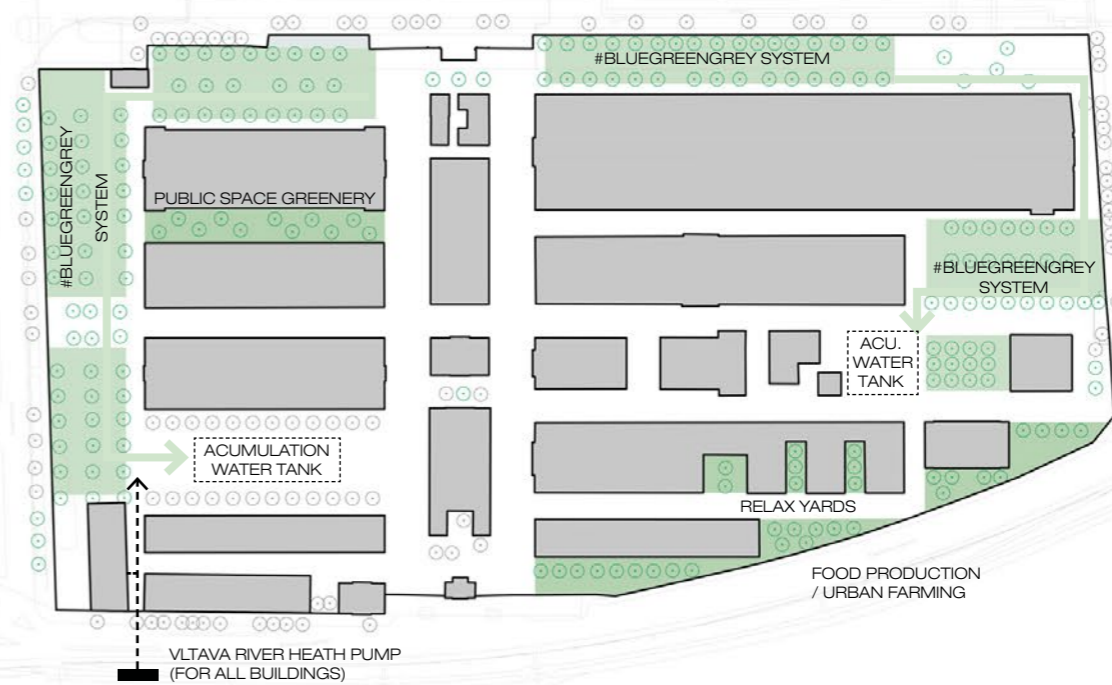 #BLUEGREENGREY SYSTEM
#BLUEGREENGREY
SYSTEM
PUBLIC SPACE GREENERY
#BLUEGREENGREY
SYSTEM
ACU.
WATER
TANK
ACUMULATION
WATER TANK
RELAX YARDS
FOOD PRODUCTION
/ URBAN FARMING
VLTAVA RIVER HEATH PUMP
(FOR ALL BUILDINGS)